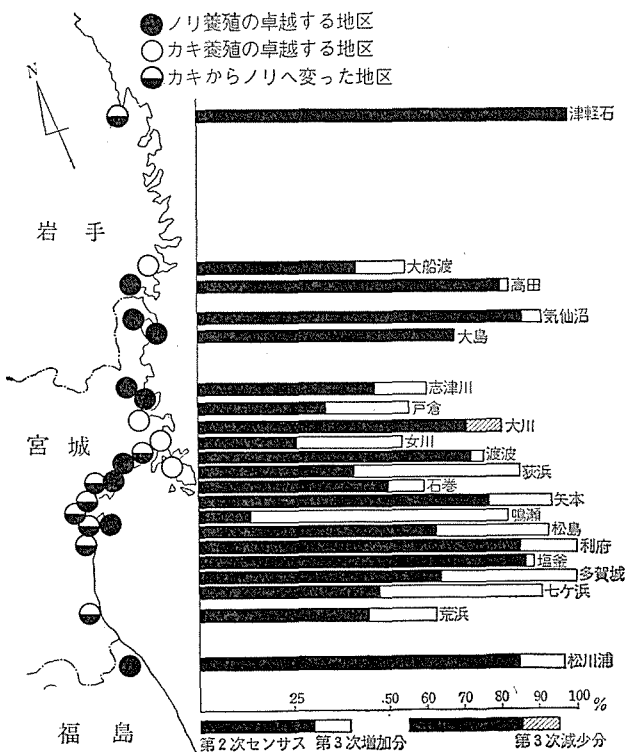 ノリ養殖の卓越する地区
カキ養殖の卓越する地区
カキからノリへ変った地区
N
岩手
宮城
福島
津軽石
大船渡
高田
気仙沼
大島
志津川
戸倉
大川
女川
渡波
荻浜
石巻
矢本
鳴瀬
松島
利府
塩釜
多賀城
七ケ浜
荒浜
松川浦
25 50 80 90 100 %
第2次センサス 第3次増加分 第3次減少分